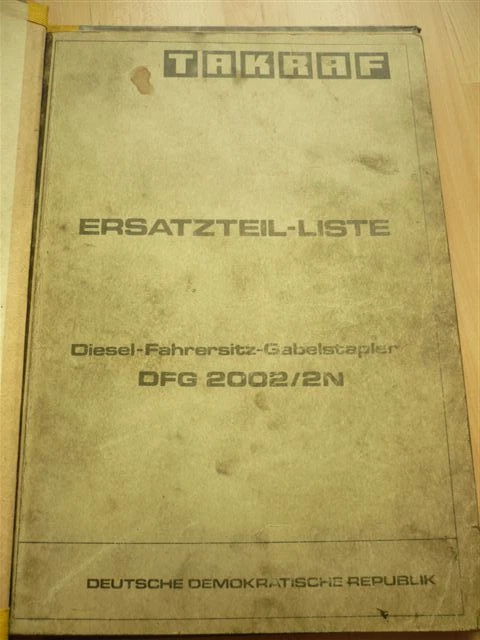 TAKRAF
ERSATZTEIL-LISTE
Diesel-Fahrersitz-Gabelstapler
DFG 2002/2N
DEUTSCHE DEMOKRATISCHE REPUBLIK